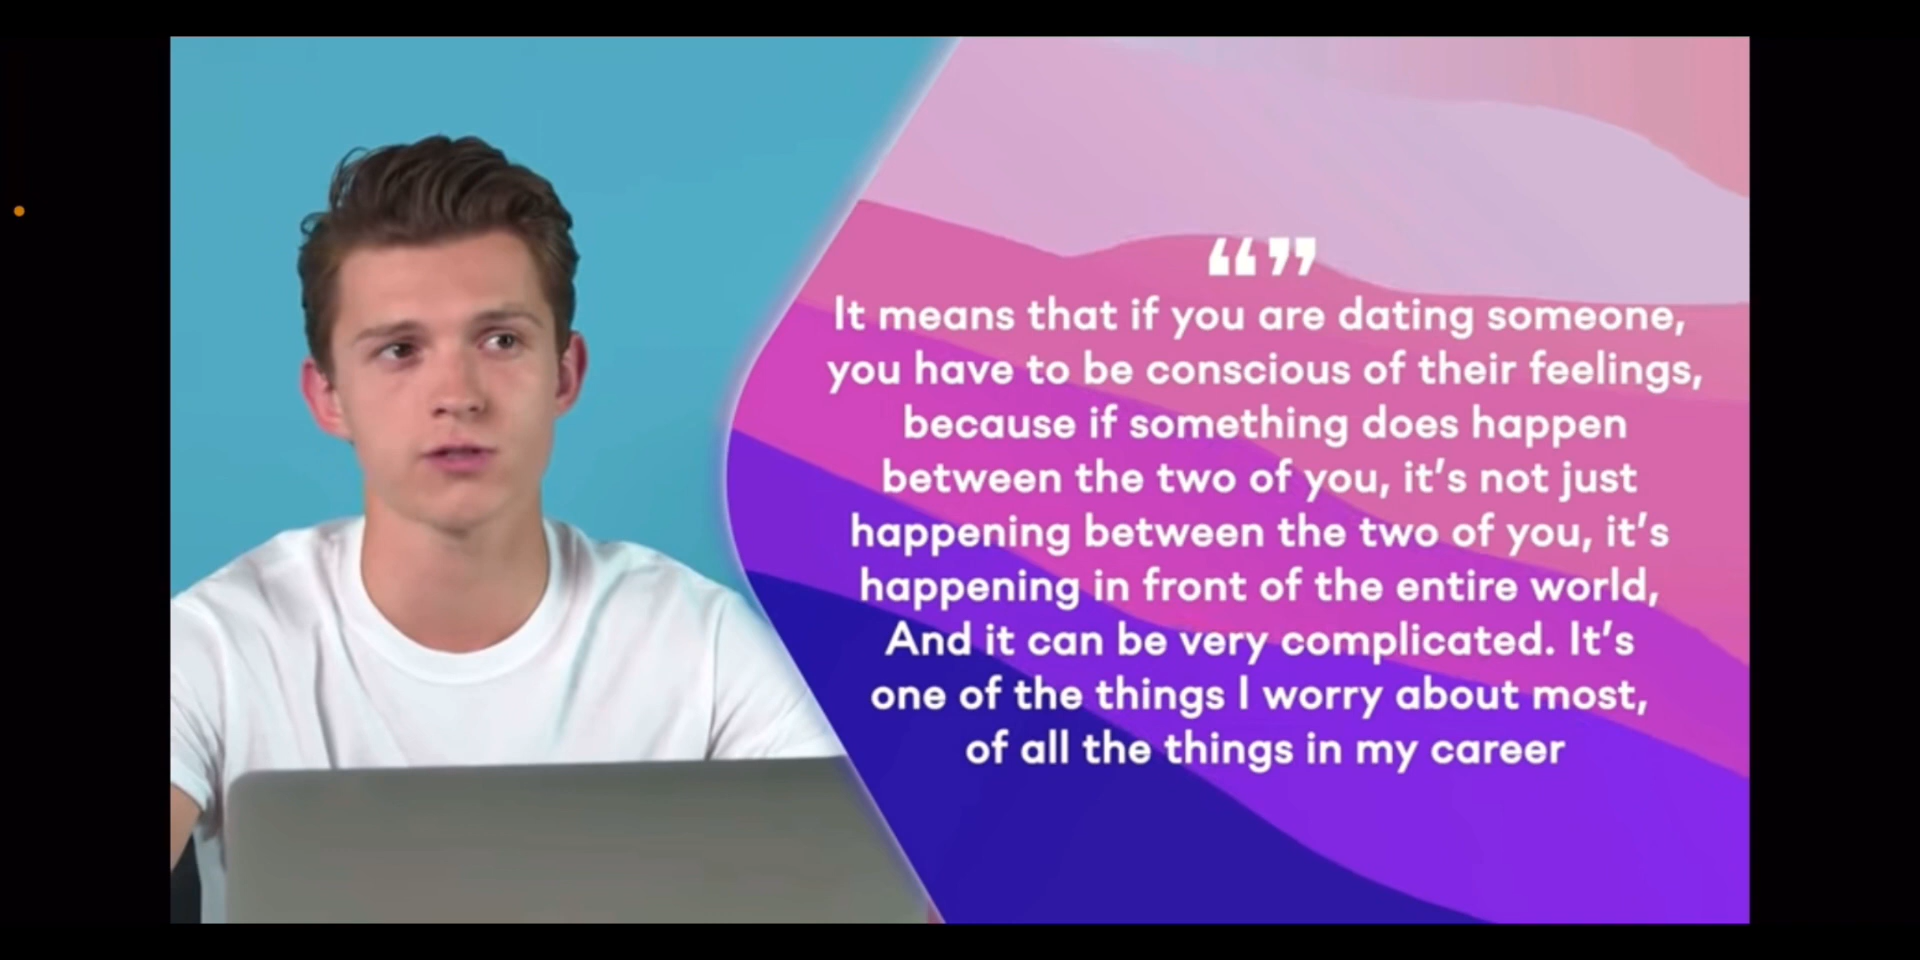 “”
It means that if you are dating someone,
you have to be conscious of their feelings,
because if something does happen
between the two of you, it’s not just
happening between the two of you, it’s
happening in front of the entire world,
And it can be very complicated. It’s
one of the things I worry about most,
of all the things in my career